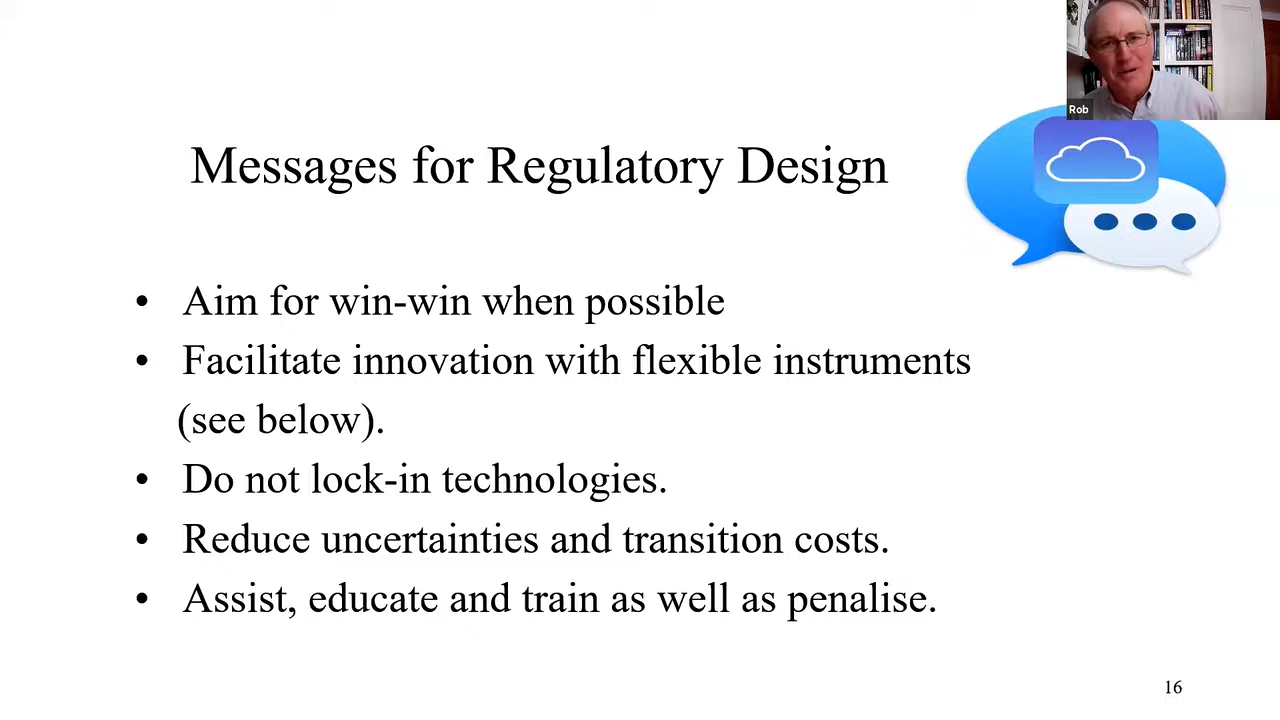 Rob
Messages for Regulatory Design
• Aim for win-win when possible
• Facilitate innovation with flexible instruments
(see below).
• Do not lock-in technologies.
• Reduce uncertainties and transition costs.
• Assist, educate and train as well as penalise.
16